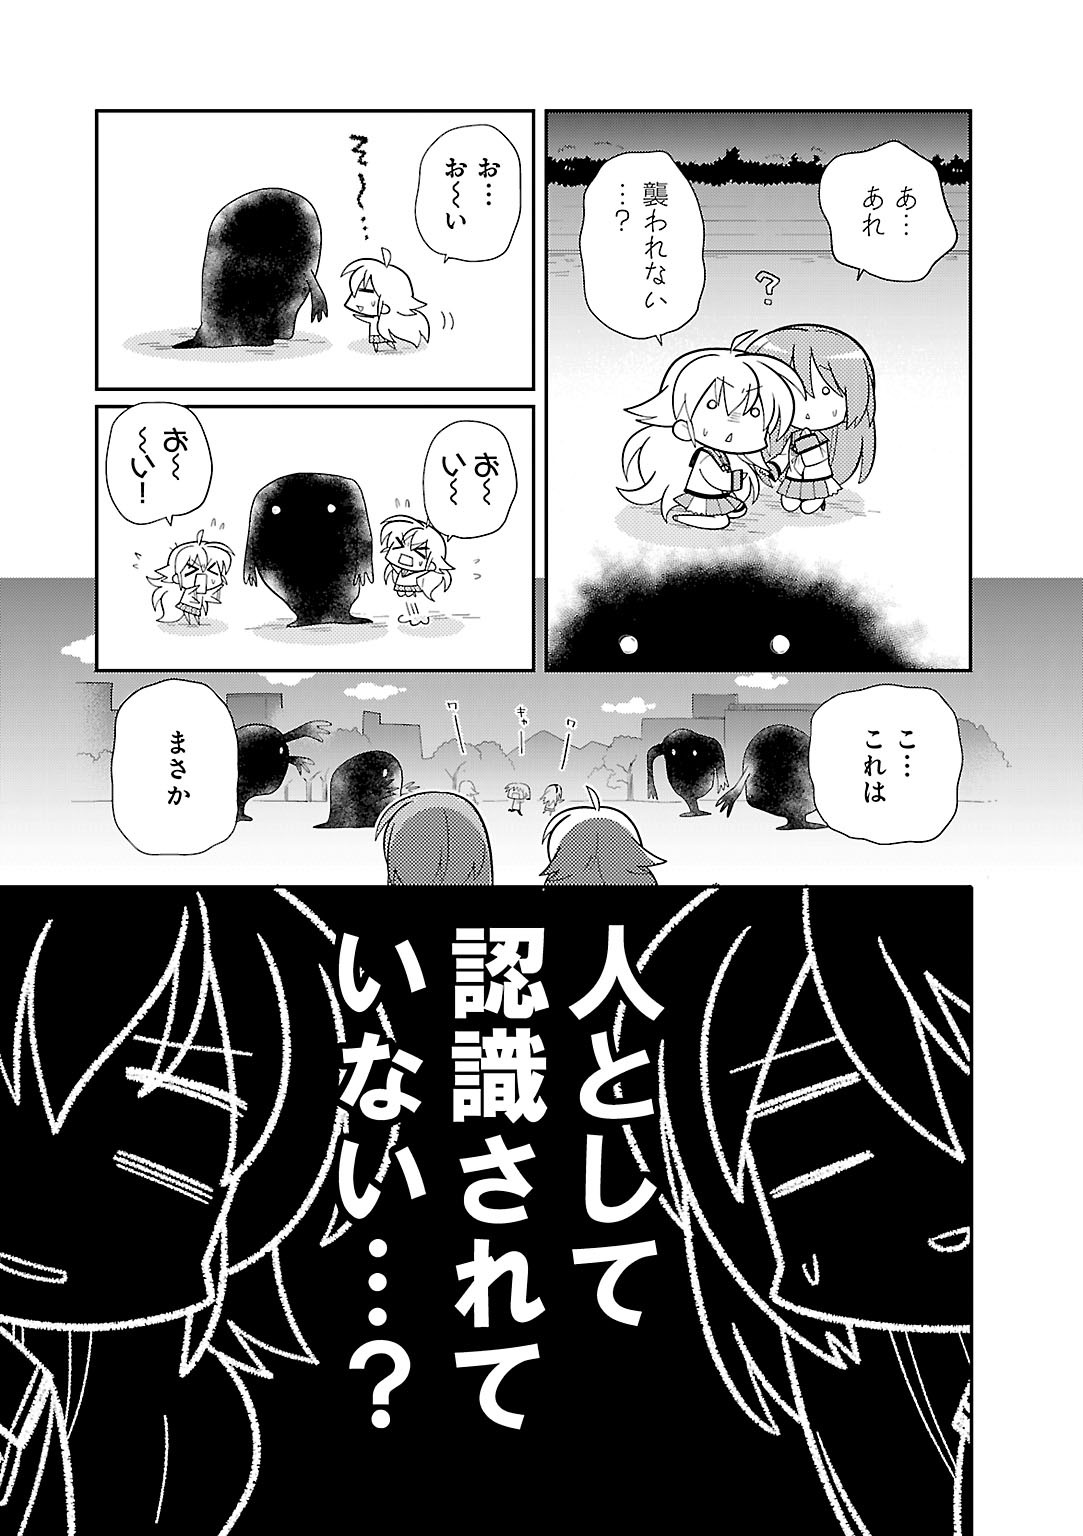 あ…
あれ
襲われない
…?
?
お…
お〜い
そ〜…
お〜
い〜
お〜
〜い!
こ…
これは
ワー
キャー
ワー
まさか
人として
認識されて
いない…?